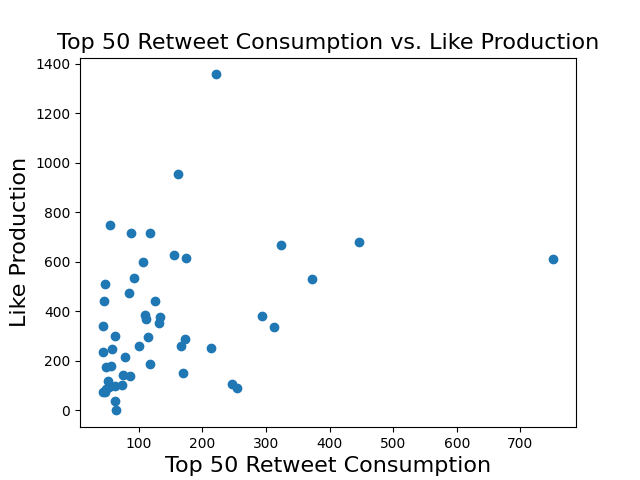 Top 50 Retweet Consumption vs. Like Production
1400
1200
1000
800
600
400
200
0
Like Production
100 200 300 400 500 600 700
Top 50 Retweet Consumption